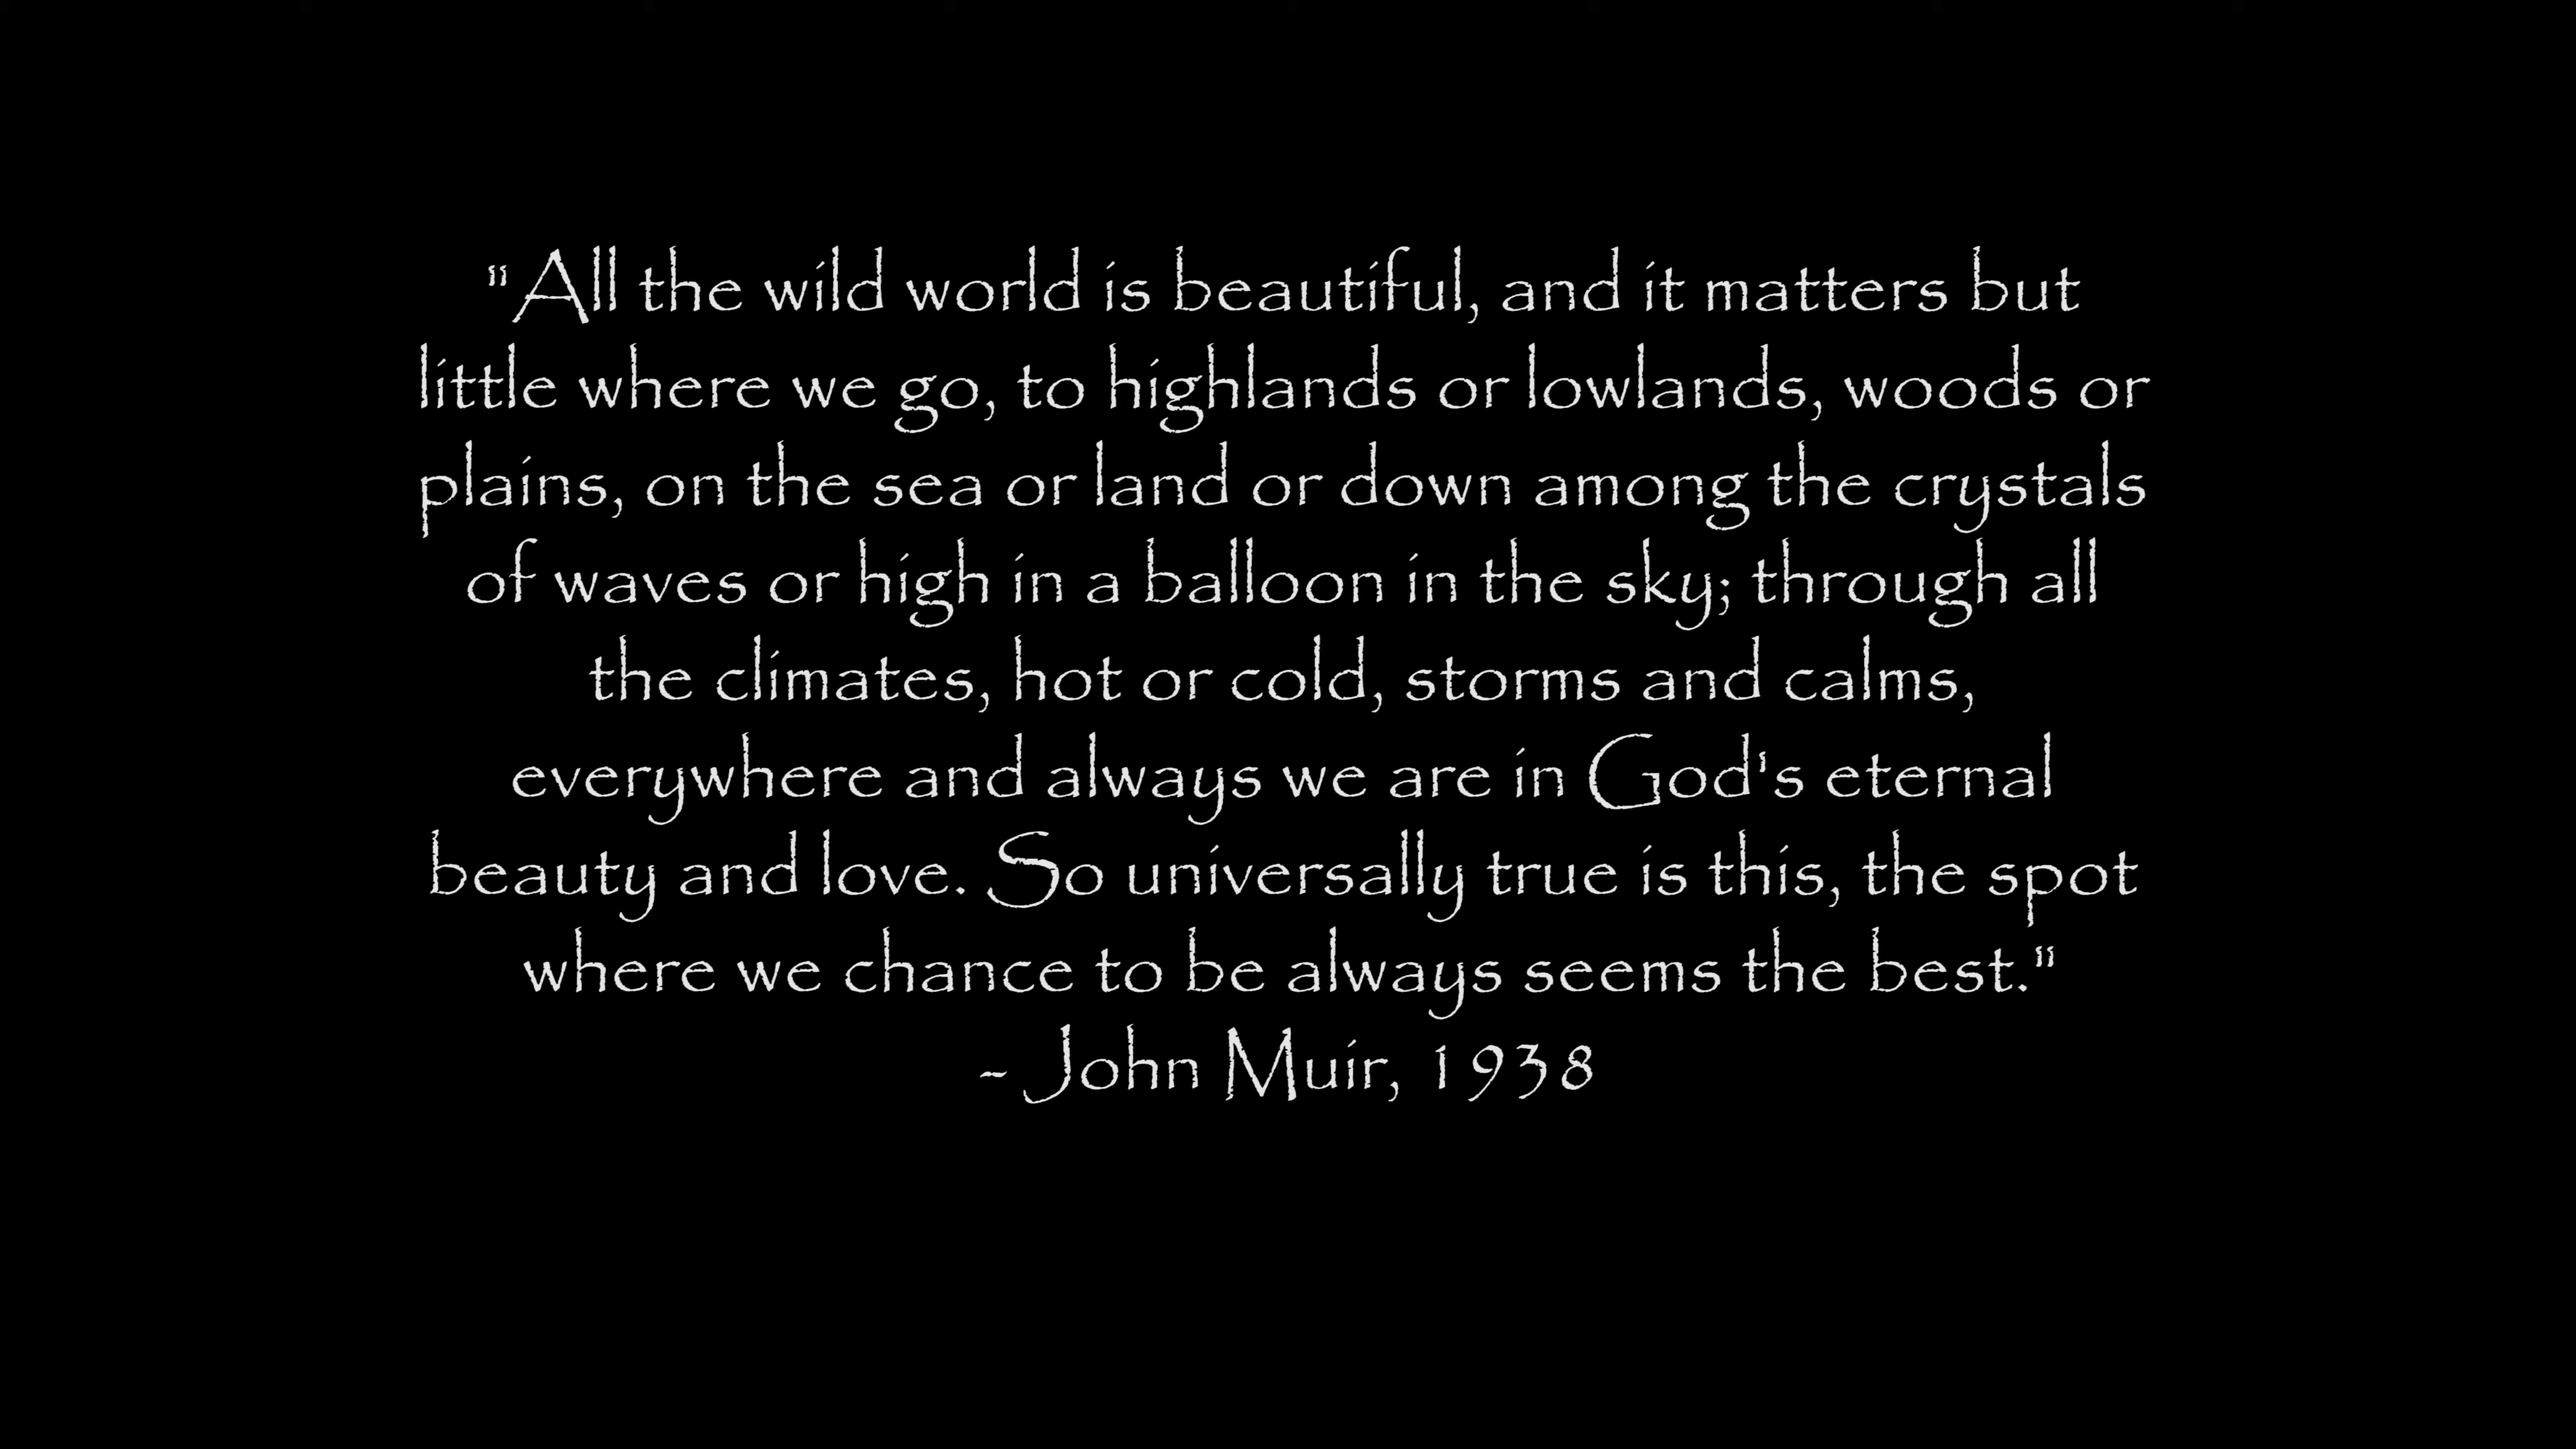 "All the wild world is beautiful, and it matters but
little where we go, to highlands or lowlands, woods or
plains, on the sea or land or down among the crystals
of waves or high in a balloon in the sky; through all
the climates, hot or cold, storms and calms,
everywhere and always we are in God's eternal
beauty and love. So universally true is this, the spot
where we chance to be always seems the best."
- John Muir, 1938